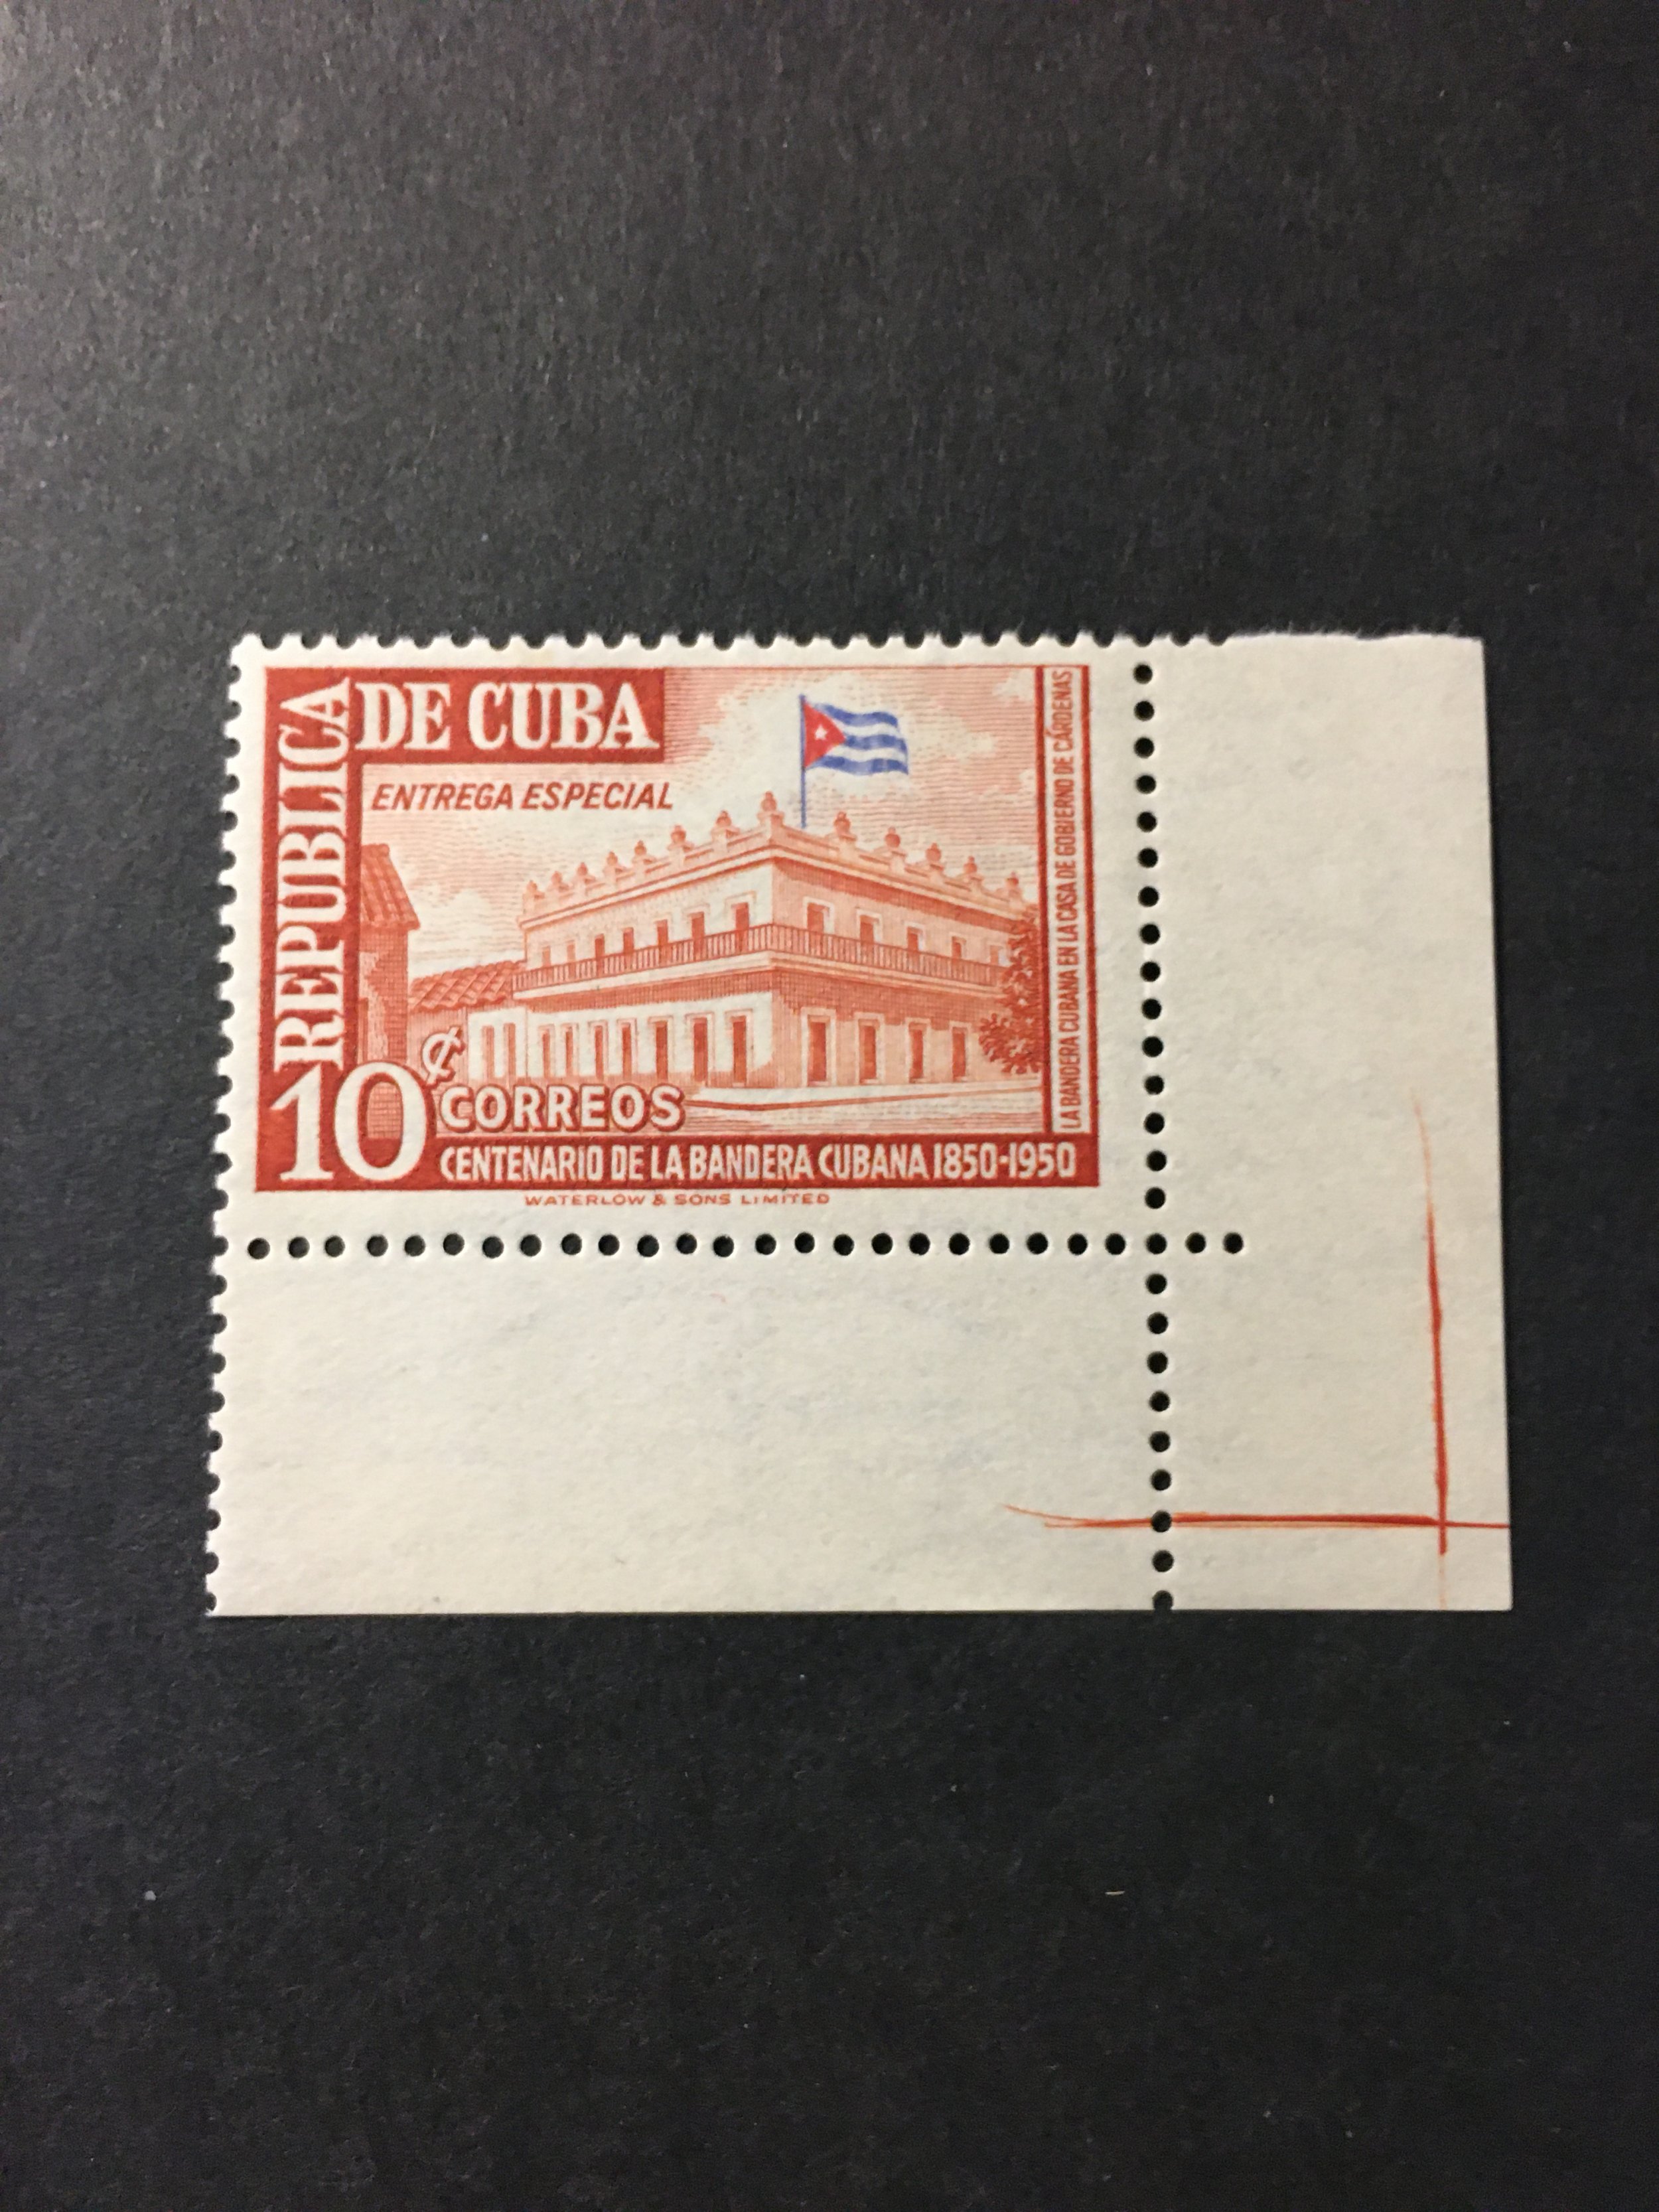 REPUBLICA DE CUBA
ENTREGA ESPECIAL
LA BANDERA CUBANA EN LA CASA DE GOBIERNO DE CÁRDENAS
10¢
CORREOS
CENTENARIO DE LA BANDERA CUBANA 1850-1950
WATERLOW & SONS LIMITED